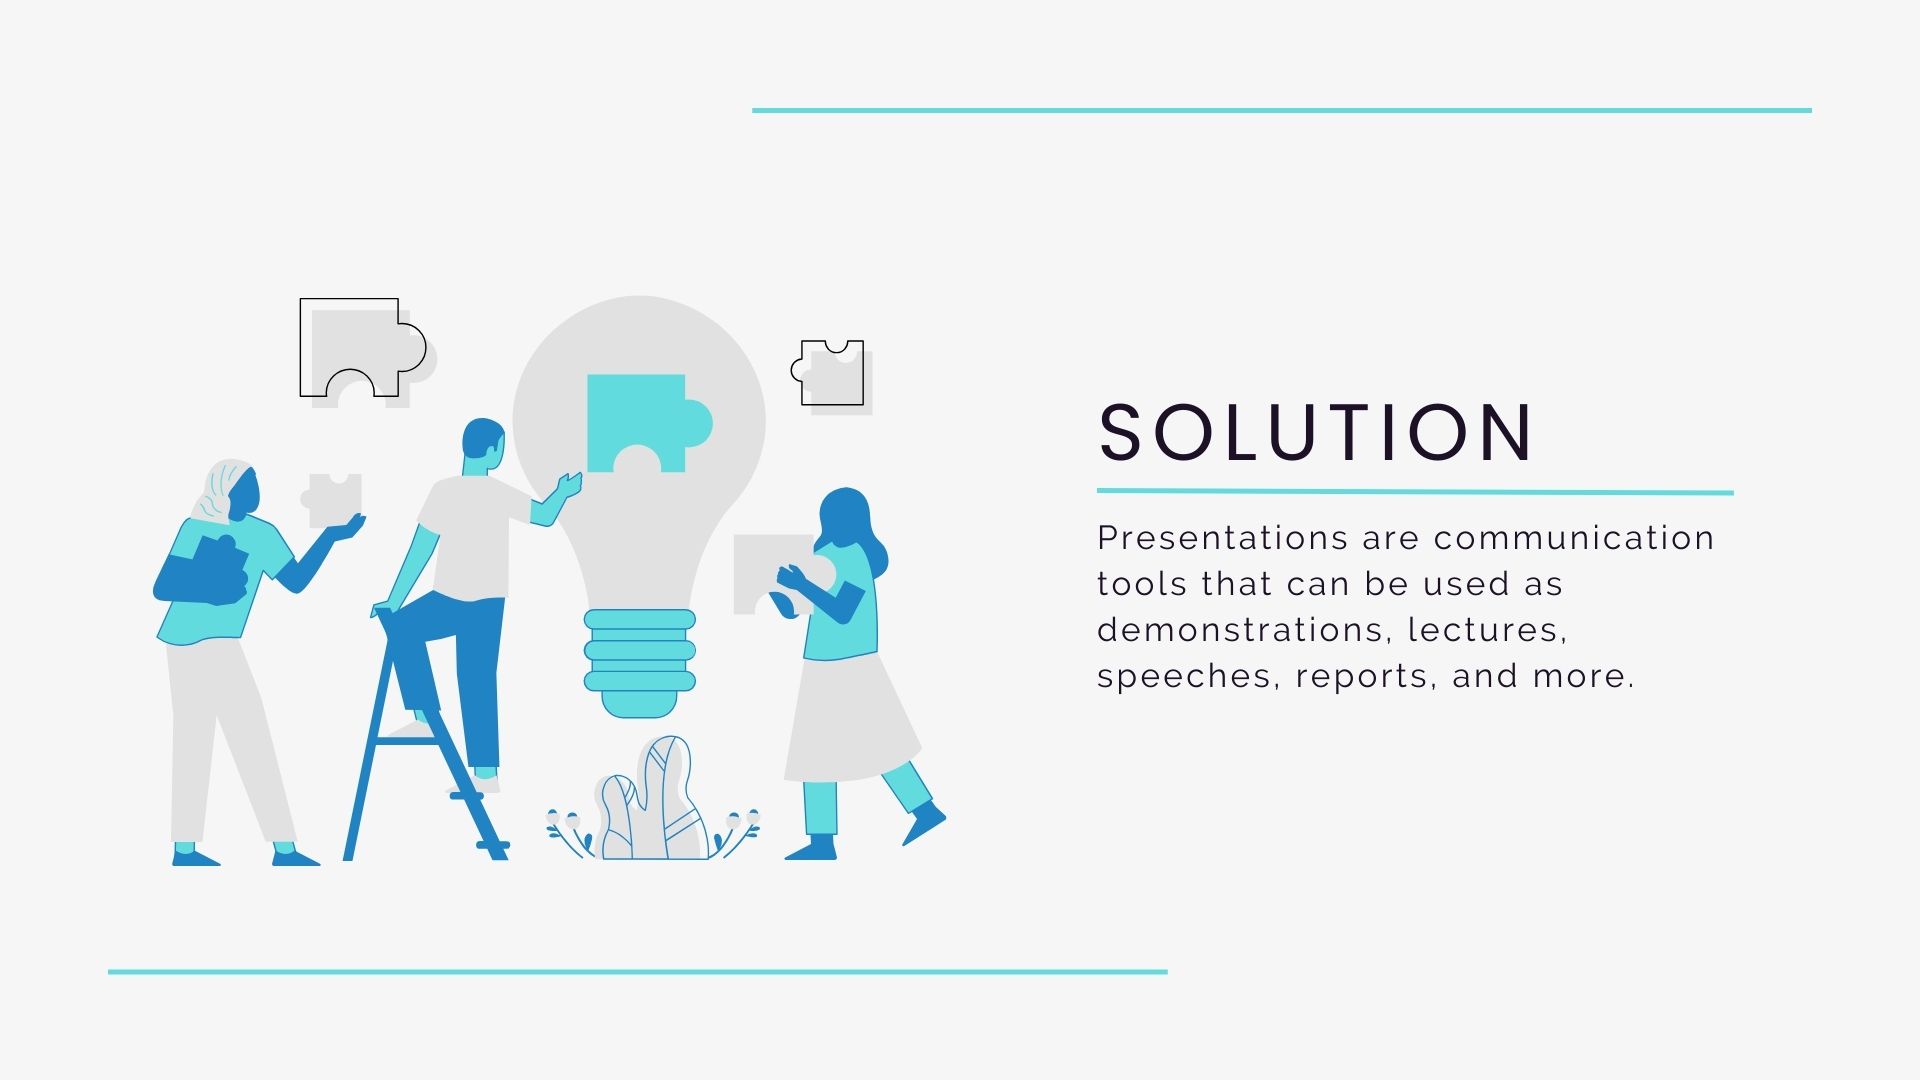 SOLUTION
Presentations are communication
tools that can be used as
demonstrations, lectures,
speeches, reports, and more.